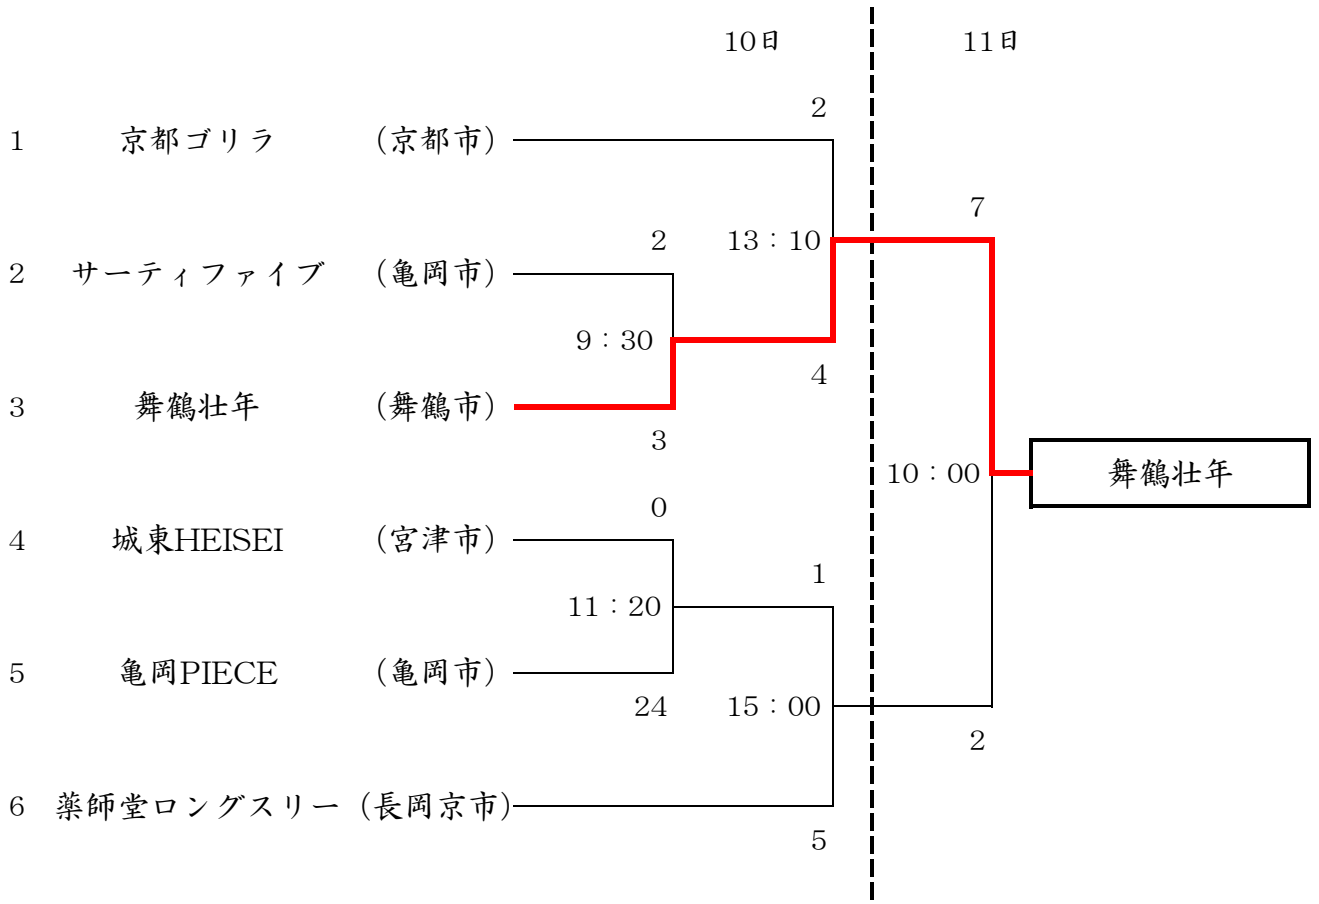 10日 11日
2
1 京都ゴリラ (京都市)
7
2 13:10
2 サーティファイブ (亀岡市)
9:30
4
3 舞鶴壮年 (舞鶴市)
3
10:00 舞鶴壮年
0
4 城東HEISEI (宮津市)
1
11:20
5 亀岡PIECE (亀岡市)
24 15:00
2
6 薬師堂ロングスリー (長岡京市)
5